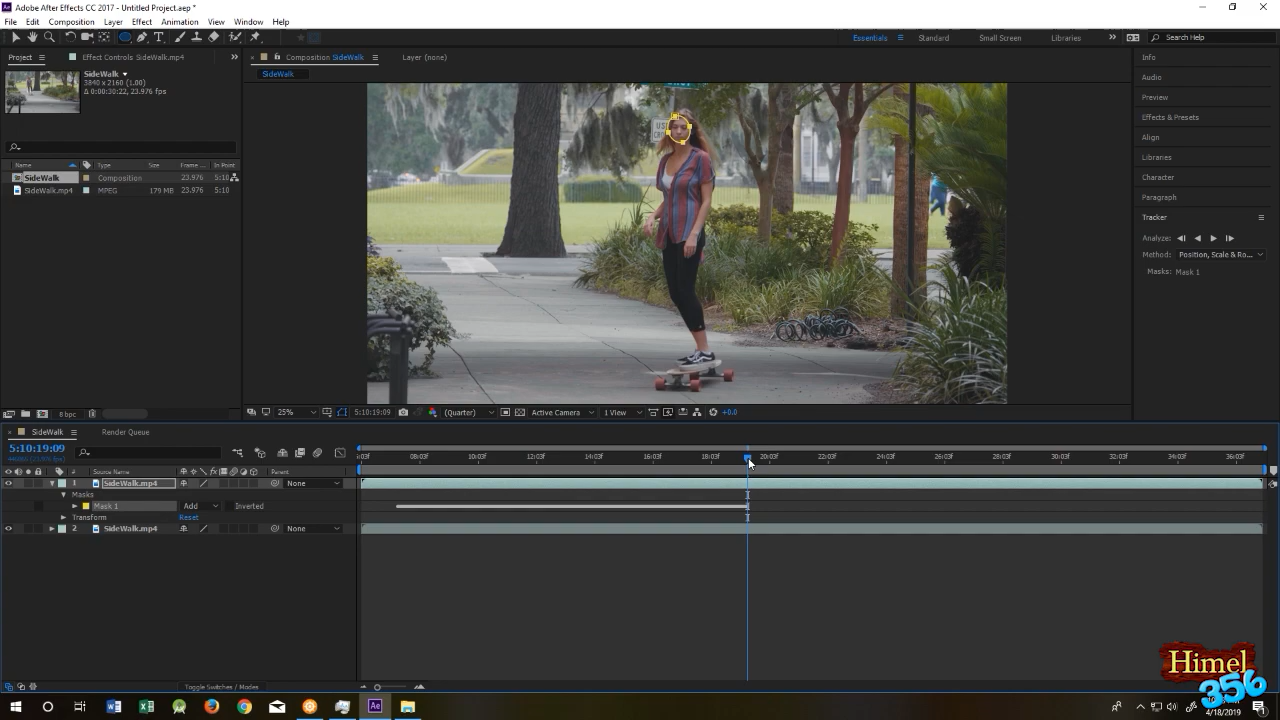 Adobe After Effects CC 2017 - Untitled Project.aep *
File Edit Composition Layer Effect Animation View Window Help
Essentials Standard Small Screen Libraries Search Help
Project Effect Controls SideWalk.mp4
Composition SideWalk Layer (none)
SideWalk
SideWalk
3840 x 2160 (1.00)
Δ 0:00:30:22, 23.976 fps
Name Type Size Frame ... In Point
SideWalk Composition 23.976 5:10
SideWalk.mp4 MPEG 179 MB 23.976 5:10
8 bpc
25% 5:10:19:09 (Quarter) Active Camera 1 View +0.0
Info
Audio
Preview
Effects & Presets
Align
Libraries
Character
Paragraph
Tracker
Analyze:
Method: Position, Scale & Ro...
Masks: Mask 1
SideWalk Render Queue
5:10:19:09
08:03f 10:03f 12:03f 14:03f 16:03f 18:03f 20:03f 22:03f 24:03f 26:03f 28:03f 30:03f 32:03f 34:03f 36:03f
# Source Name Parent
1 SideWalk.mp4 None
Masks
Mask 1 Add Inverted
Transform Reset
2 SideWalk.mp4 None
Toggle Switches / Modes
Himel
356
4/18/2019